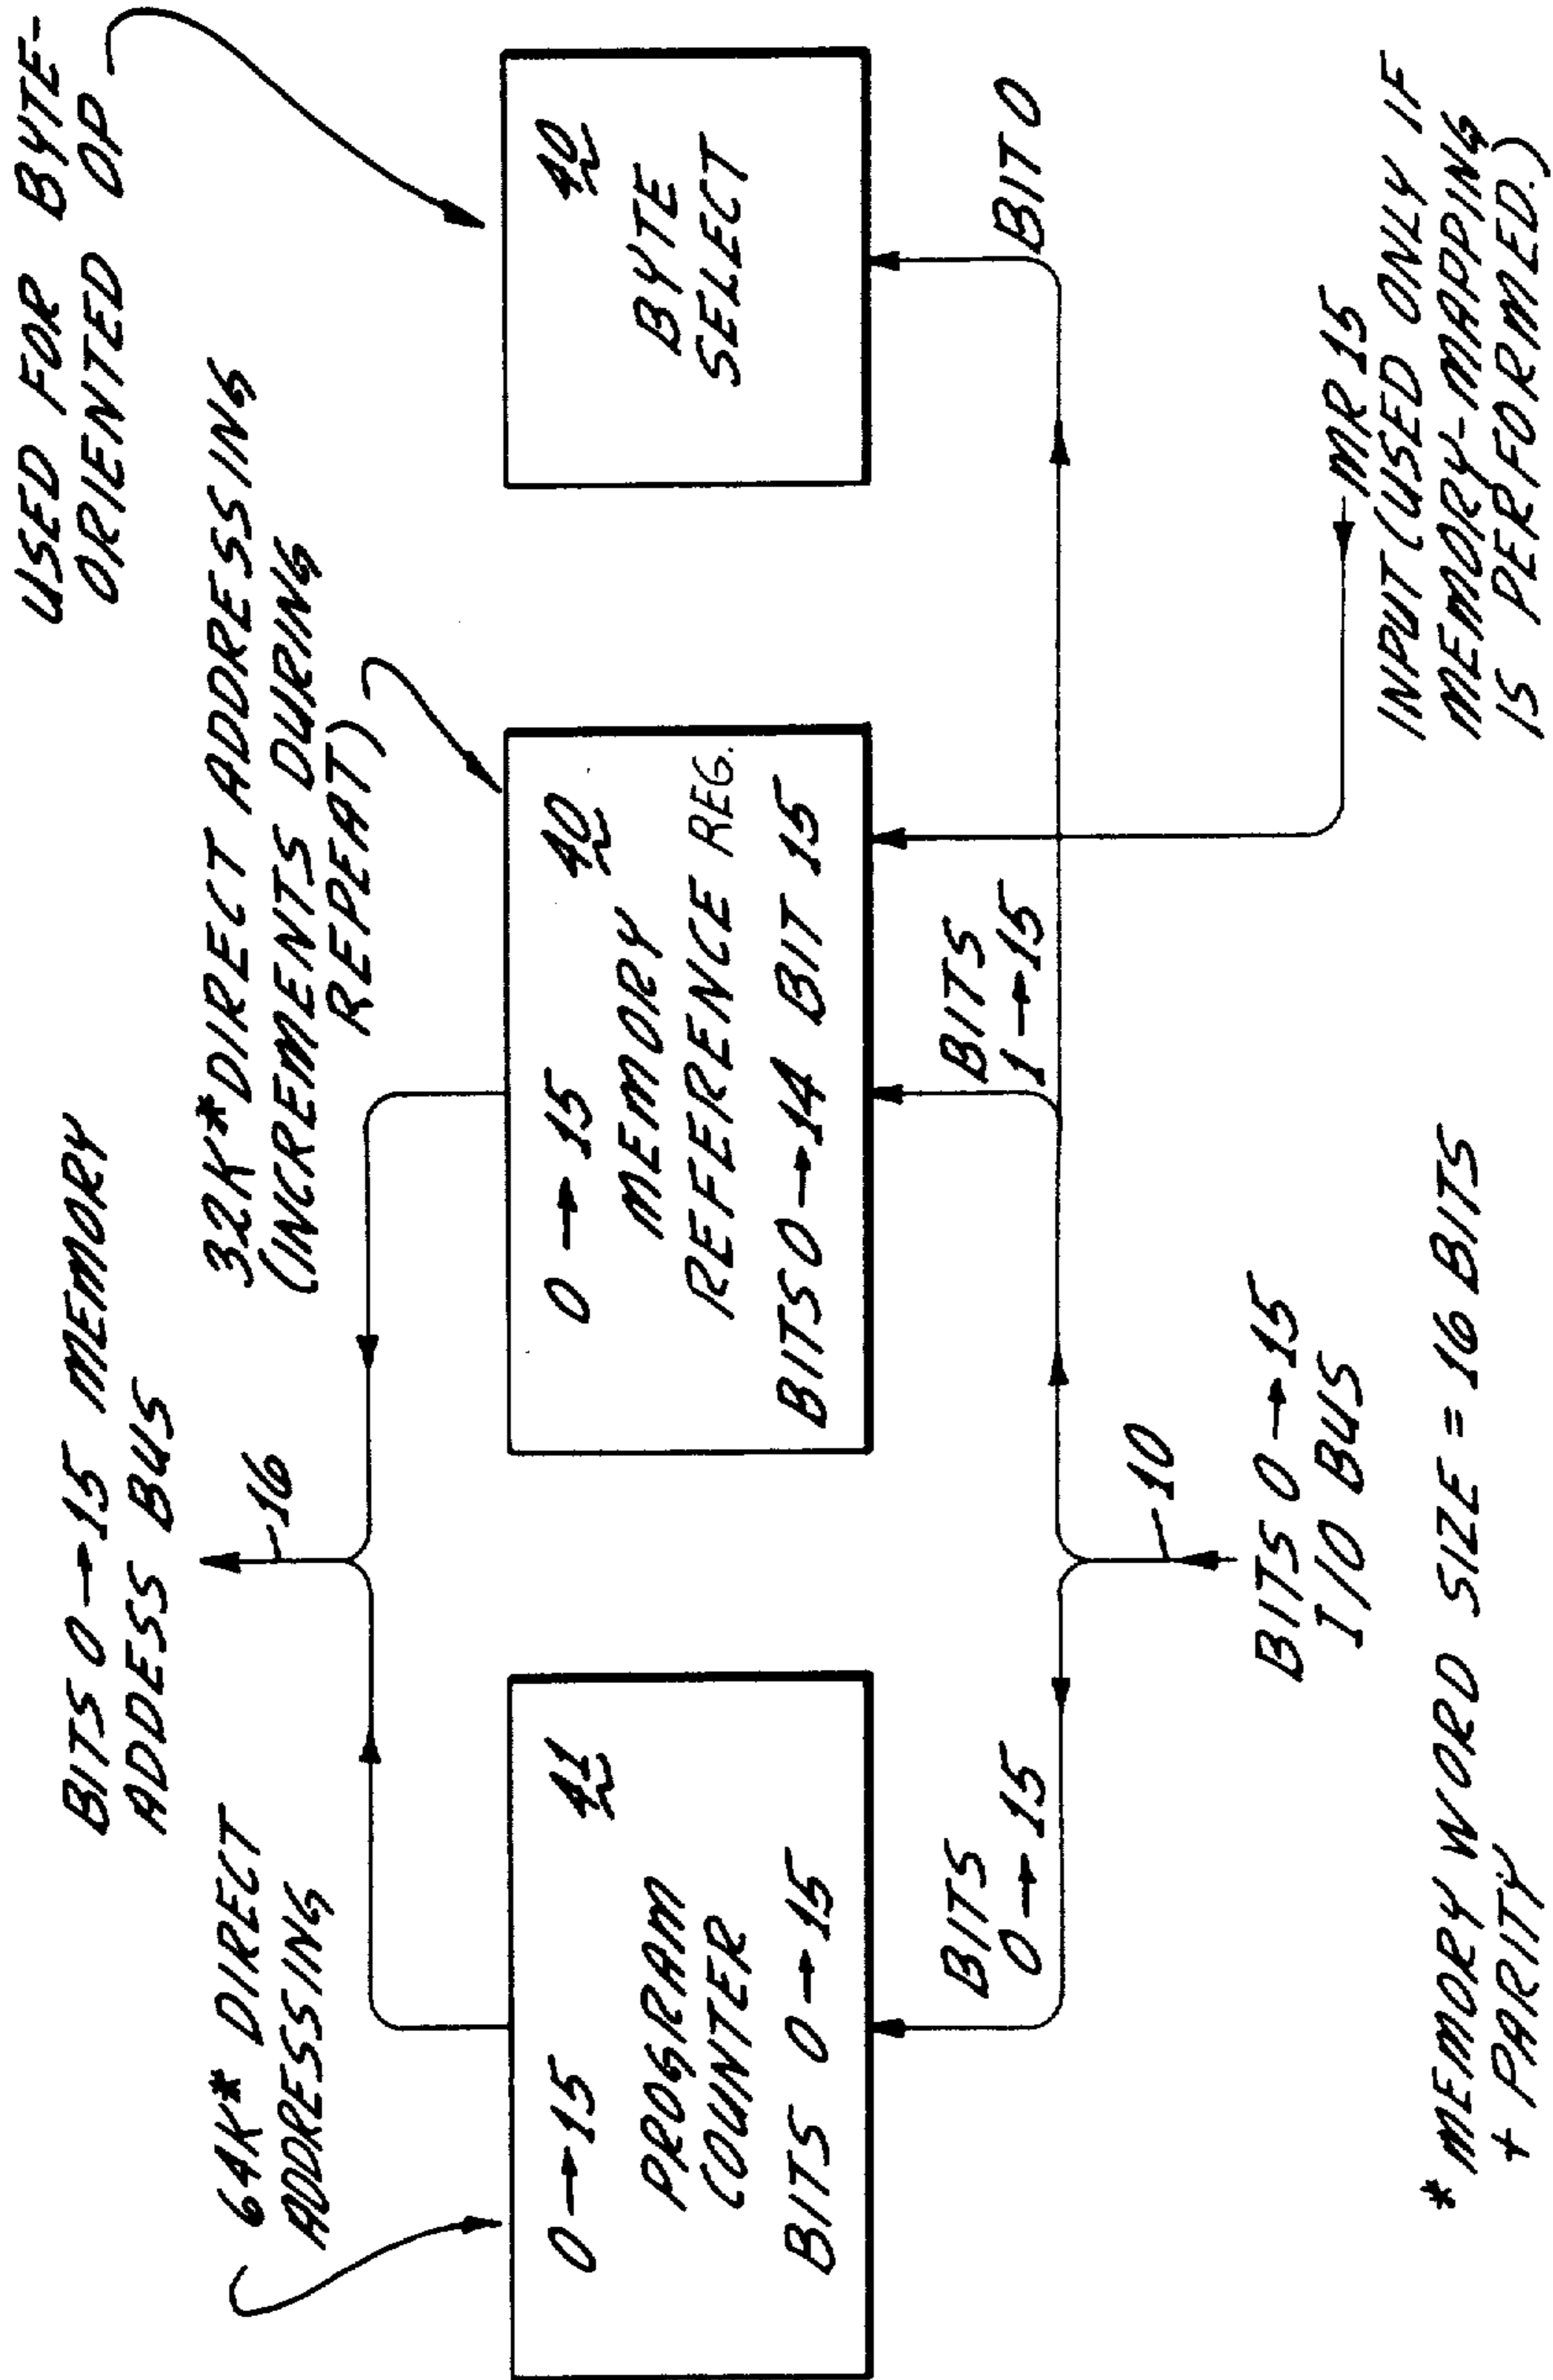 USED FOR BYTE-
ORIENTED OP
BITS 0→15 MEMORY
ADDESS BUS
32K* DIRECT ADDRESSING
(INCREMENTS DURING
REPEAT)
64K* DIRECT
ADDRESSING
16
0→15 41
PROGRAM
COUNTER
BITS 0→15
0→15 40
MEMORY
REFERENCE REG.
BITS 0→14 BIT 15
40
BYTE
SELECT
BITS
0→15
BITS
1→15
BIT 0
10
BITS 0→15
I/O BUS
MR 15
INPUT (USED ONLY IF
MEMORY-MAPPING
IS PERFORMED.)
* MEMORY WORD SIZE = 16 BITS
+ PARITY